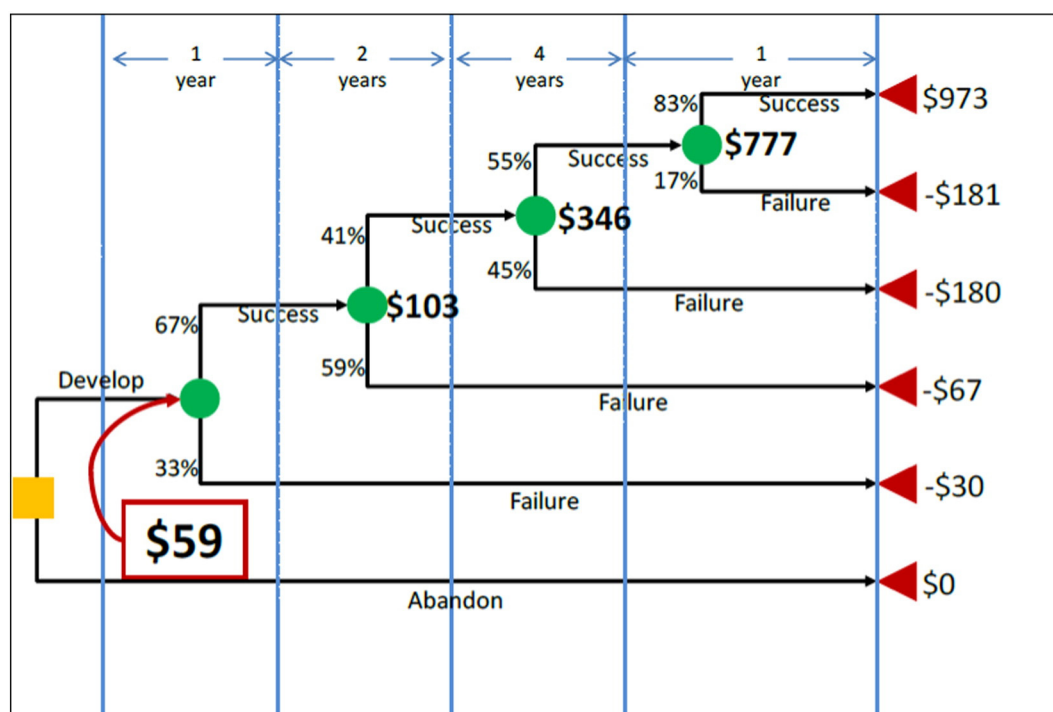 1
year
2
years
4
years
1
year
83%
Success
$973
55%
Success
$777
17%
Failure
-$181
41%
Success
$346
45%
Failure
-$180
67%
Success
$103
59%
Failure
-$67
Develop
33%
Failure
-$30
$59
Abandon
$0